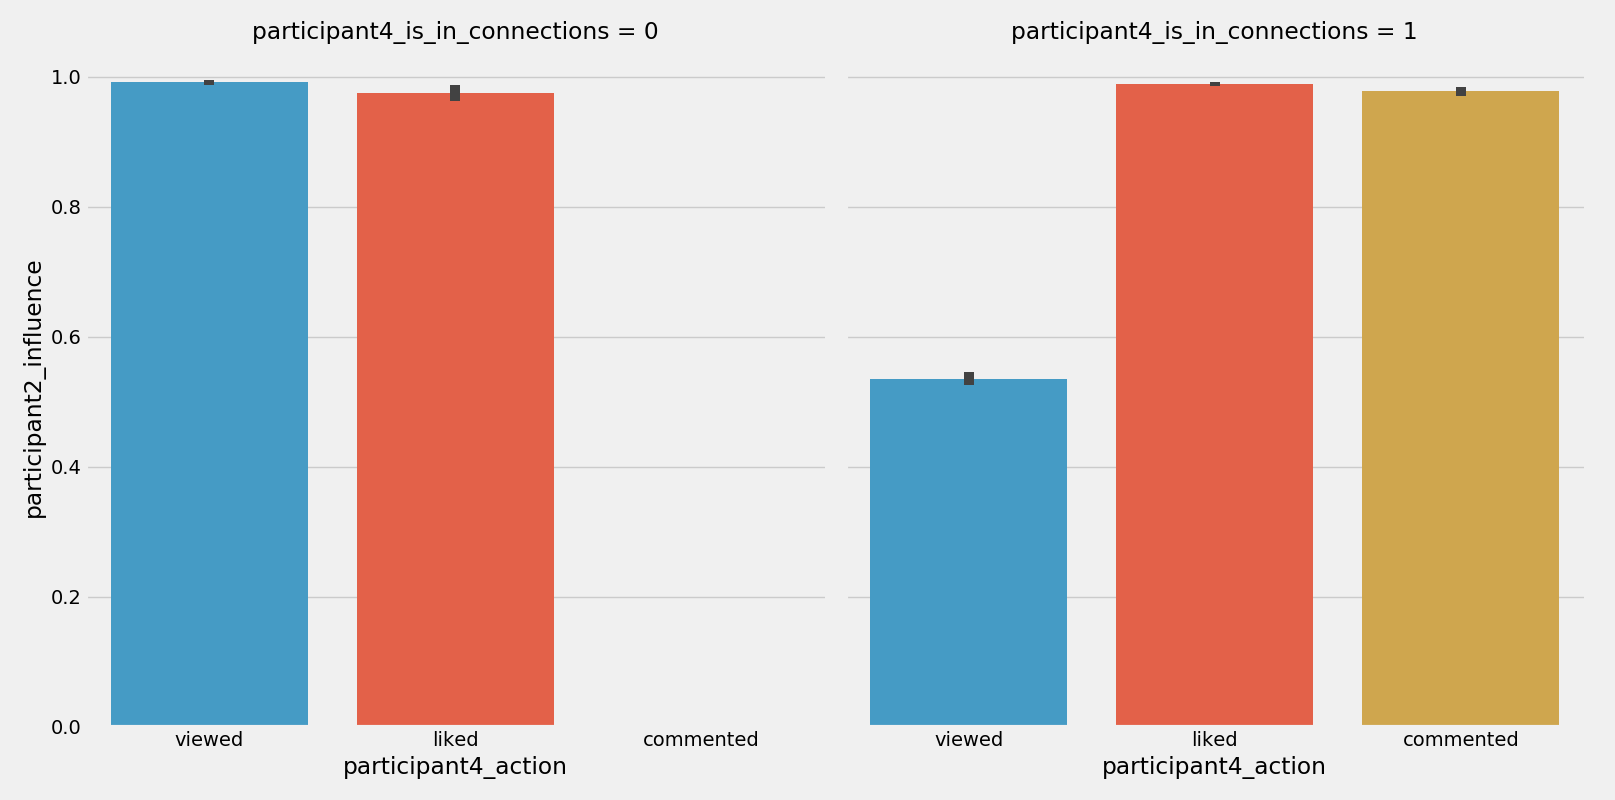 participant4_is_in_connections = 0
participant4_is_in_connections = 1
participant2_influence
1.0
0.8
0.6
0.4
0.2
0.0
viewed
liked
commented
viewed
liked
commented
participant4_action
participant4_action